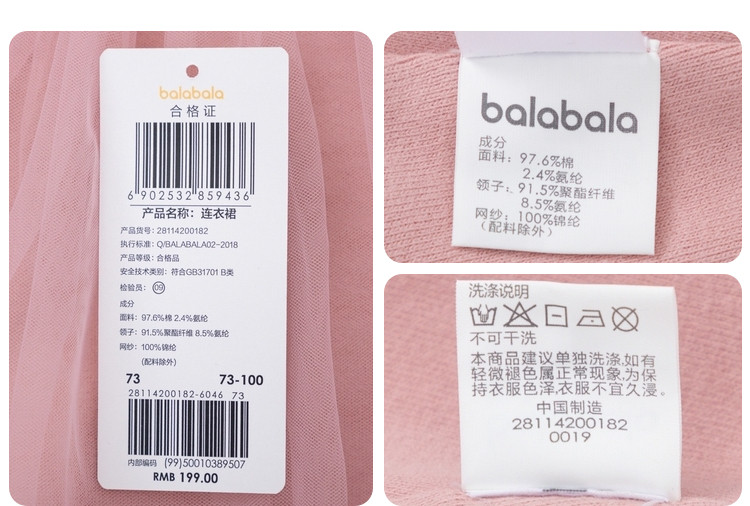 balabala
合格证
6 902532 859436
产品名称：连衣裙
产品货号：28114200182
执行标准：Q/BALABALA02-2018
产品等级：合格品
安全技术类别：符合GB31701 B类
检验员：09
成分
面料：97.6%棉 2.4%氨纶
领子：91.5%聚酯纤维 8.5%氨纶
网纱：100%锦纶
(配料除外)
73 73-100
28114200182-6046 73
内部编码 (99)50010389507
RMB 199.00
balabala
成分
面料：97.6%棉
2.4%氨纶
领子：91.5%聚酯纤维
8.5%氨纶
网纱：100%锦纶
（配料除外）
洗涤说明
不可干洗
本商品建议单独洗涤,如有
轻微褪色属正常现象,为保
持衣服色泽,衣服不宜久浸。
中国制造
28114200182
0019